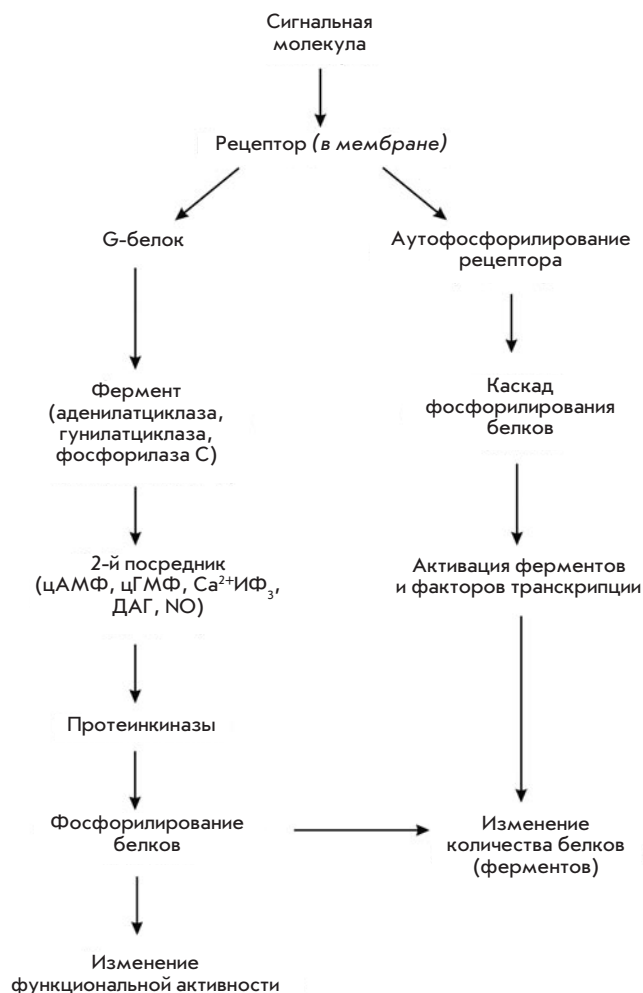 Сигнальная
молекула
Рецептор (в мембране)
G-белок
Аутофосфорилирование
рецептора
Фермент
(аденилатциклаза,
гунилатциклаза,
фосфорилаза С)
Каскад
фосфорилирования
белков
2-й посредник
(цАМФ, цГМФ, Ca²⁺ИФ₃,
ДАГ, NO)
Активация ферментов
и факторов транскрипции
Протеинкиназы
Фосфорилирование
белков
Изменение
количества белков
(ферментов)
Изменение
функциональной активности